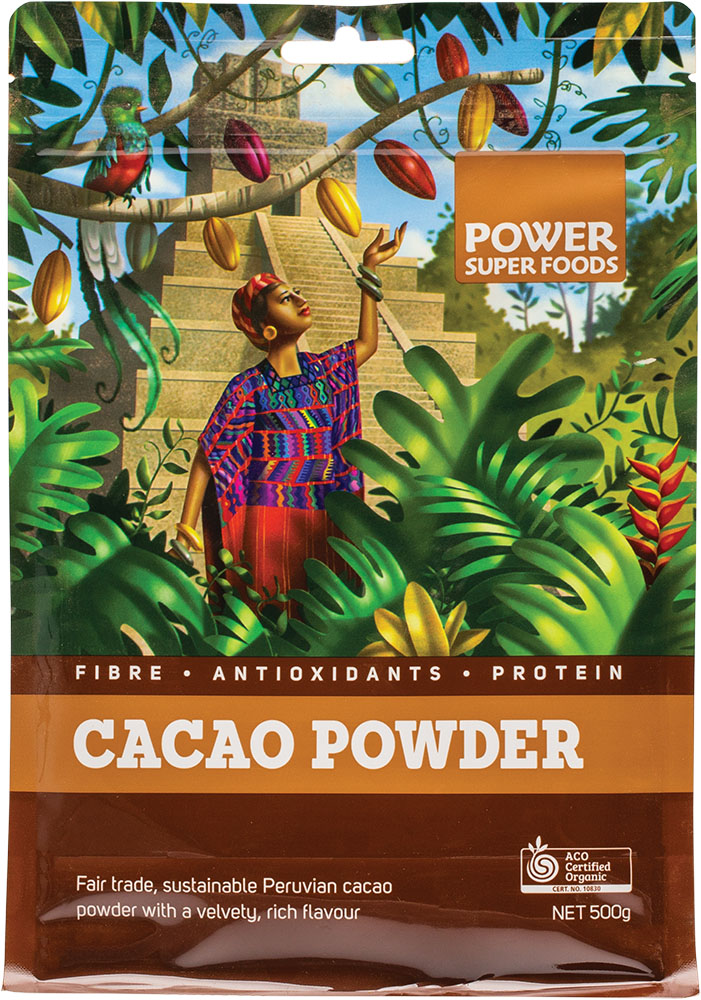 POWER
SUPER FOODS
FIBRE • ANTIOXIDANTS • PROTEIN
CACAO POWDER
Fair trade, sustainable Peruvian cacao
powder with a velvety, rich flavour
ACO
Certified
Organic
CERT. NO. 10830
NET 500g